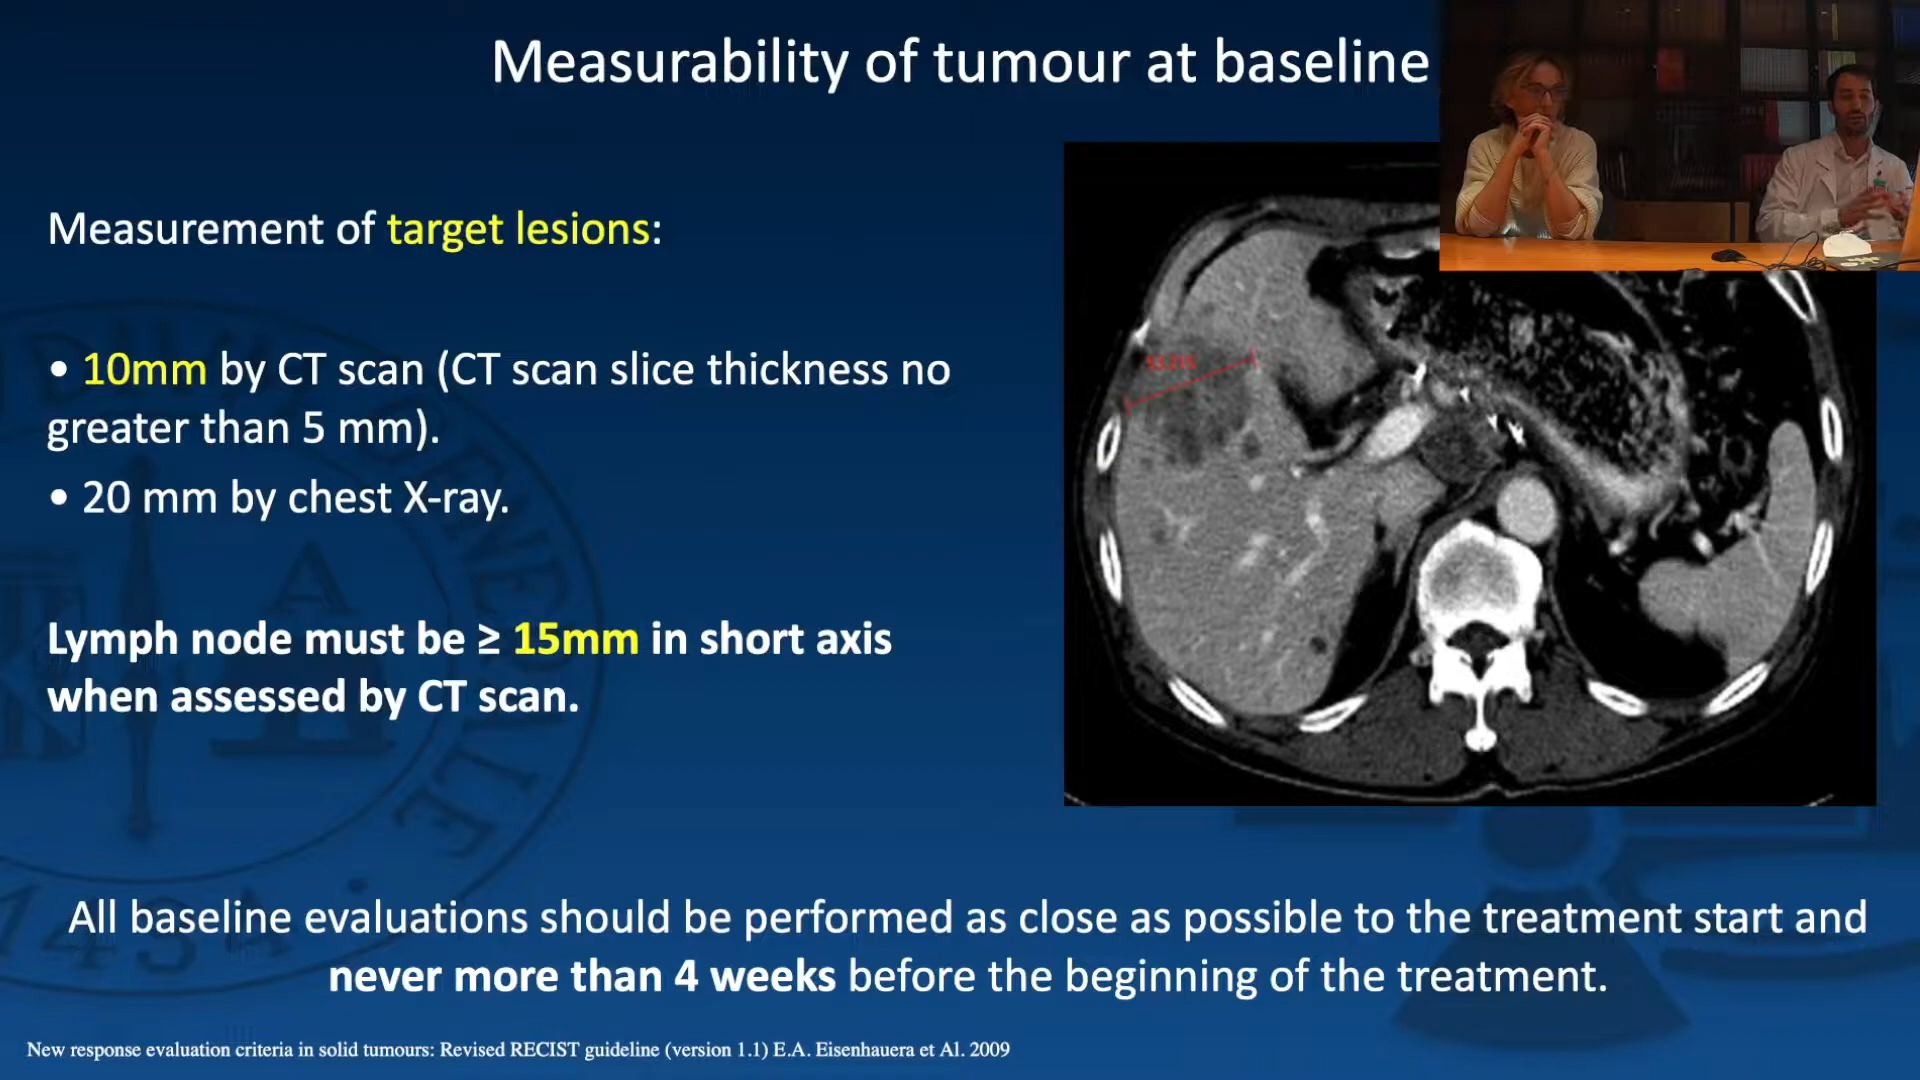 Measurability of tumour at baseline
Measurement of target lesions:
• 10mm by CT scan (CT scan slice thickness no
greater than 5 mm).
• 20 mm by chest X-ray.
Lymph node must be ≥ 15mm in short axis
when assessed by CT scan.
All baseline evaluations should be performed as close as possible to the treatment start and
never more than 4 weeks before the beginning of the treatment.
New response evaluation criteria in solid tumours: Revised RECIST guideline (version 1.1) E.A. Eisenhauera et Al. 2009